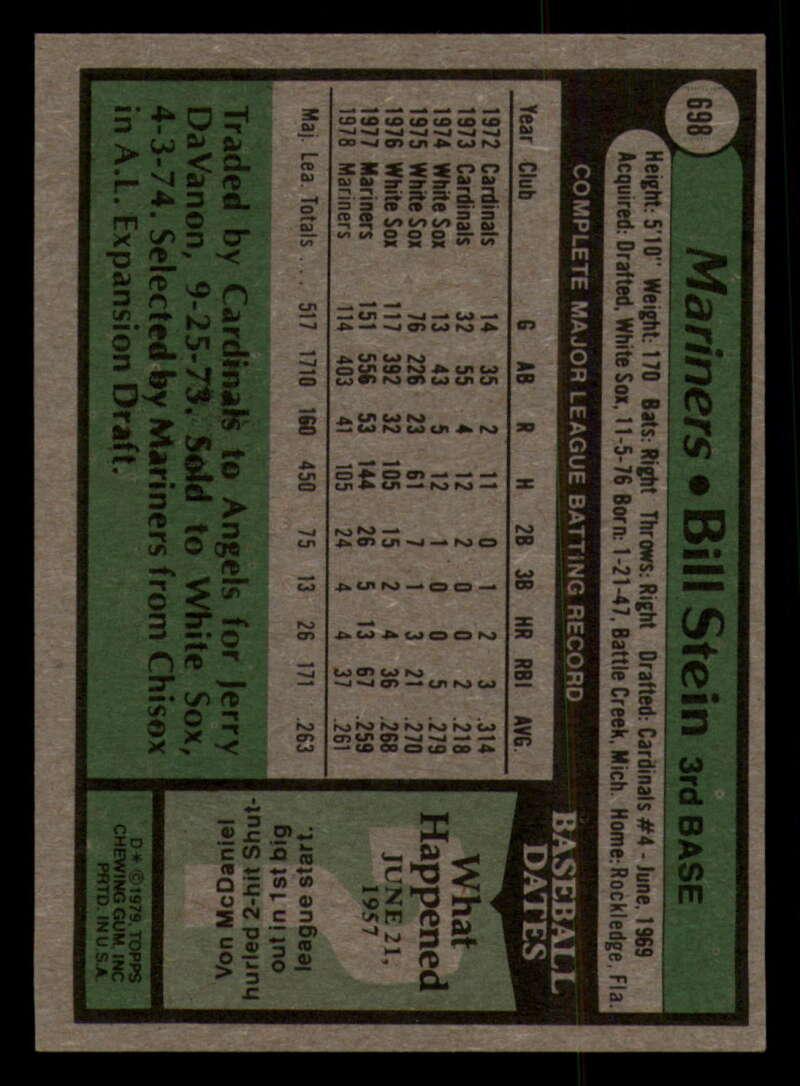 698
Mariners • Bill Stein 3rd BASE
Height: 5'10" Weight: 170 Bats: Right Throws: Right Drafted: Cardinals #4 - June, 1969
Acquired: Drafted, White Sox, 11-5-76 Born: 1-21-47, Battle Creek, Mich. Home: Rockledge, Fla.
COMPLETE MAJOR LEAGUE BATTING RECORD
Year Club G AB R H 2B 3B HR RBI AVG.
1972 Cardinals 14 35 2 11 0 1 2 3 .314
1973 Cardinals 32 55 4 12 2 0 0 2 .218
1974 White Sox 13 43 5 12 1 0 0 5 .279
1975 White Sox 76 226 23 61 7 1 3 21 .270
1976 White Sox 117 392 32 105 15 2 4 36 .268
1977 Mariners 151 556 53 144 26 5 13 67 .259
1978 Mariners 114 403 41 105 24 4 4 37 .261
Maj. Lea. Totals .... 517 1710 160 450 75 13 26 171 .263
Traded by Cardinals to Angels for Jerry
DaVanon, 9-25-73. Sold to White Sox,
4-3-74. Selected by Mariners from Chisox
in A.L. Expansion Draft.
BASEBALL
DATES
What
Happened
JUNE 21,
1957
Von McDaniel
hurled 2-hit Shut-
out in 1st big
league start.
D* © 1979, TOPPS
CHEWING GUM, INC
PRTD. IN U.S.A.